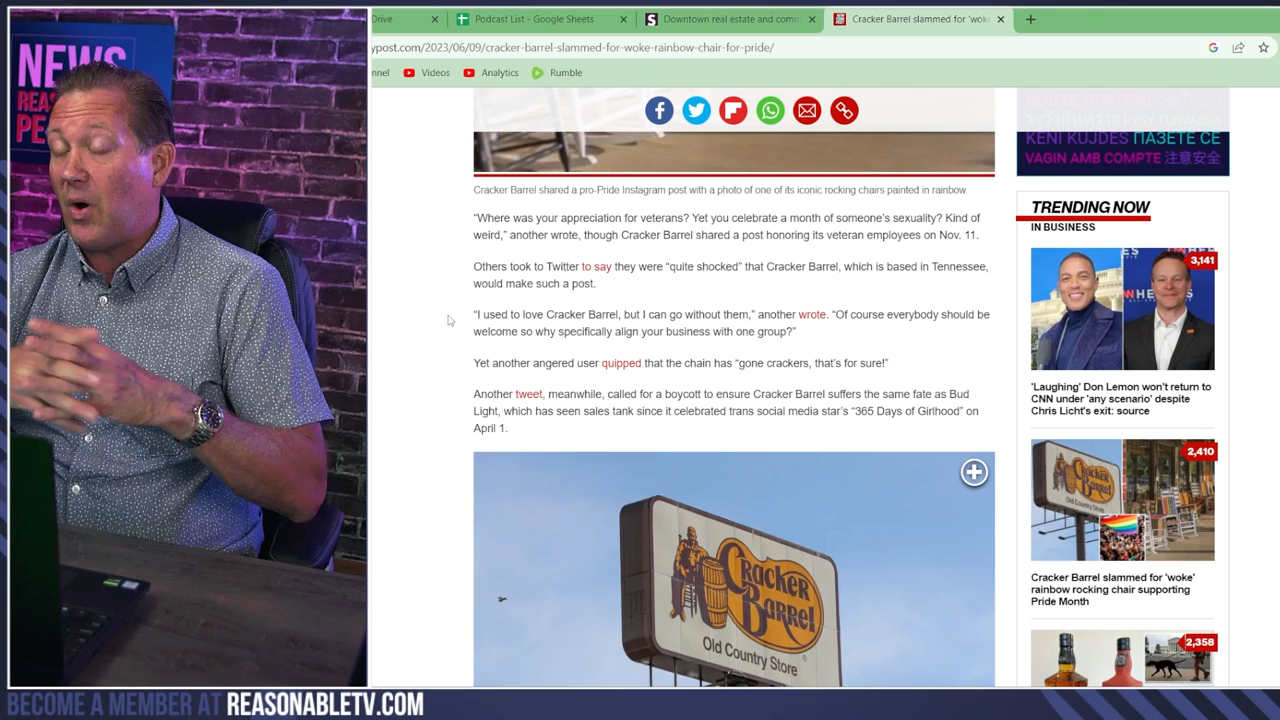 NEWS
REAS
PE
Drive
Podcast List - Google Sheets
Downtown real estate and comm
Cracker Barrel slammed for 'woke
ypost.com/2023/06/09/cracker-barrel-slammed-for-woke-rainbow-chair-for-pride/
nnel
Videos
Analytics
Rumble
Cracker Barrel shared a pro-Pride Instagram post with a photo of one of its iconic rocking chairs painted in rainbow.
“Where was your appreciation for veterans? Yet you celebrate a month of someone’s sexuality? Kind of
weird,” another wrote, though Cracker Barrel shared a post honoring its veteran employees on Nov. 11.
Others took to Twitter to say they were “quite shocked” that Cracker Barrel, which is based in Tennessee,
would make such a post.
“I used to love Cracker Barrel, but I can go without them,” another wrote. “Of course everybody should be
welcome so why specifically align your business with one group?”
Yet another angered user quipped that the chain has “gone crackers, that’s for sure!”
Another tweet, meanwhile, called for a boycott to ensure Cracker Barrel suffers the same fate as Bud
Light, which has seen sales tank since it celebrated trans social media star’s “365 Days of Girlhood” on
April 1.
Cracker
Barrel
Old Country Store
PYSY TURVASSA
KENI KUJDES ПАЗЕТЕ СЕ
VAGIN AMB COMPTE 注意安全
TRENDING NOW
IN BUSINESS
3,141
'Laughing' Don Lemon won't return to
CNN under 'any scenario' despite
Chris Licht's exit: source
2,410
Cracker
Barrel
Old Country Store
Cracker Barrel slammed for 'woke'
rainbow rocking chair supporting
Pride Month
2,358
BECOME A MEMBER AT REASONABLETV.COM